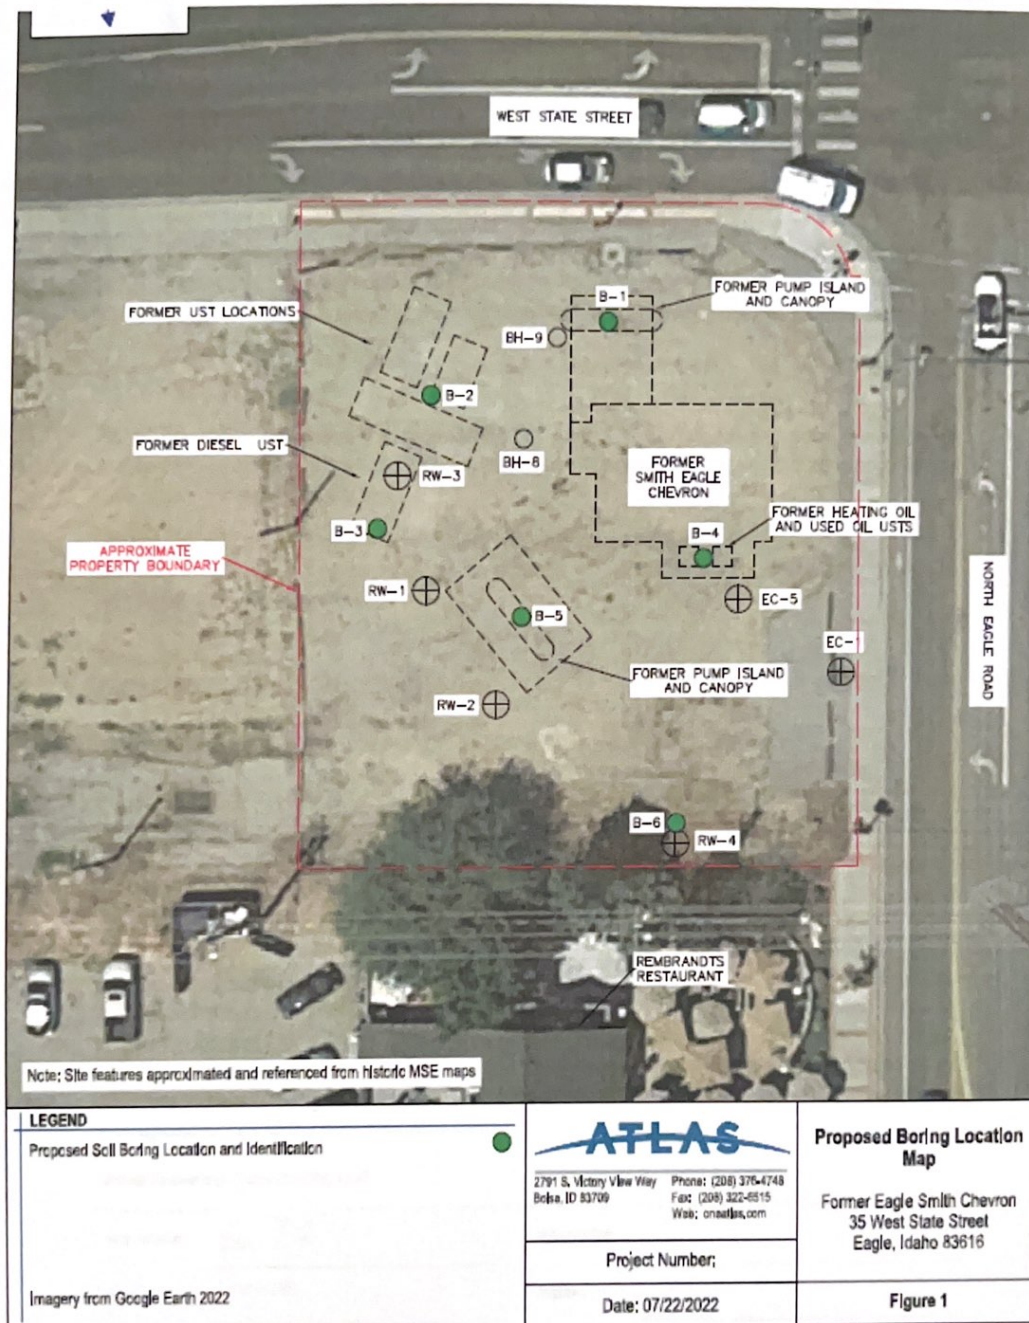 WEST STATE STREET
B-1
FORMER PUMP ISLAND
AND CANOPY
FORMER UST LOCATIONS
BH-9
B-2
FORMER DIESEL UST
BH-8
RW-3
FORMER
SMITH EAGLE
CHEVRON
FORMER HEATING OIL
AND USED OIL USTS
B-3
B-4
APPROXIMATE
PROPERTY BOUNDARY
RW-1
EC-5
B-5
NORTH EAGLE ROAD
EC-1
FORMER PUMP ISLAND
AND CANOPY
RW-2
B-6
RW-4
REMBRANDTS
RESTAURANT
Note: Site features approximated and referenced from historic MSE maps
LEGEND
Proposed Soil Boring Location and Identification
Imagery from Google Earth 2022
ATLAS
2791 S. Victory View Way
Boise, ID 83709
Phone: (208) 376-4748
Fax: (208) 322-6515
Web: oneatlas.com
Project Number:
Date: 07/22/2022
Proposed Boring Location
Map
Former Eagle Smith Chevron
35 West State Street
Eagle, Idaho 83616
Figure 1